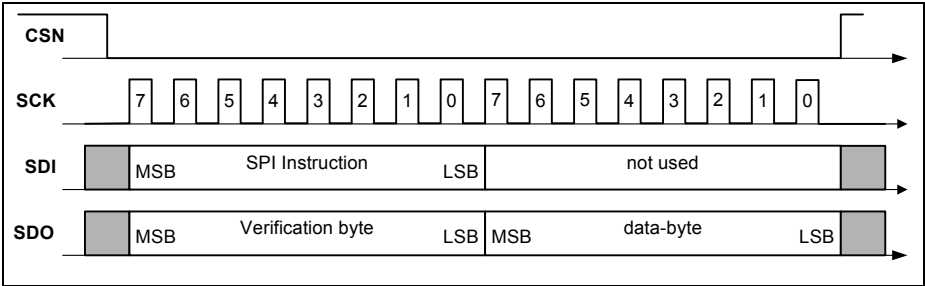 CSN
SCK 7 6 5 4 3 2 1 0 7 6 5 4 3 2 1 0
SDI MSB SPI Instruction LSB not used
SDO MSB Verification byte LSB MSB data-byte LSB